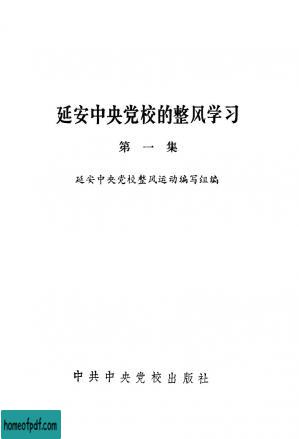 延安中央党校的整风学习
第一集
延安中央党校整风运动编写组编
中共中央党校出版社
homeofpdf.com